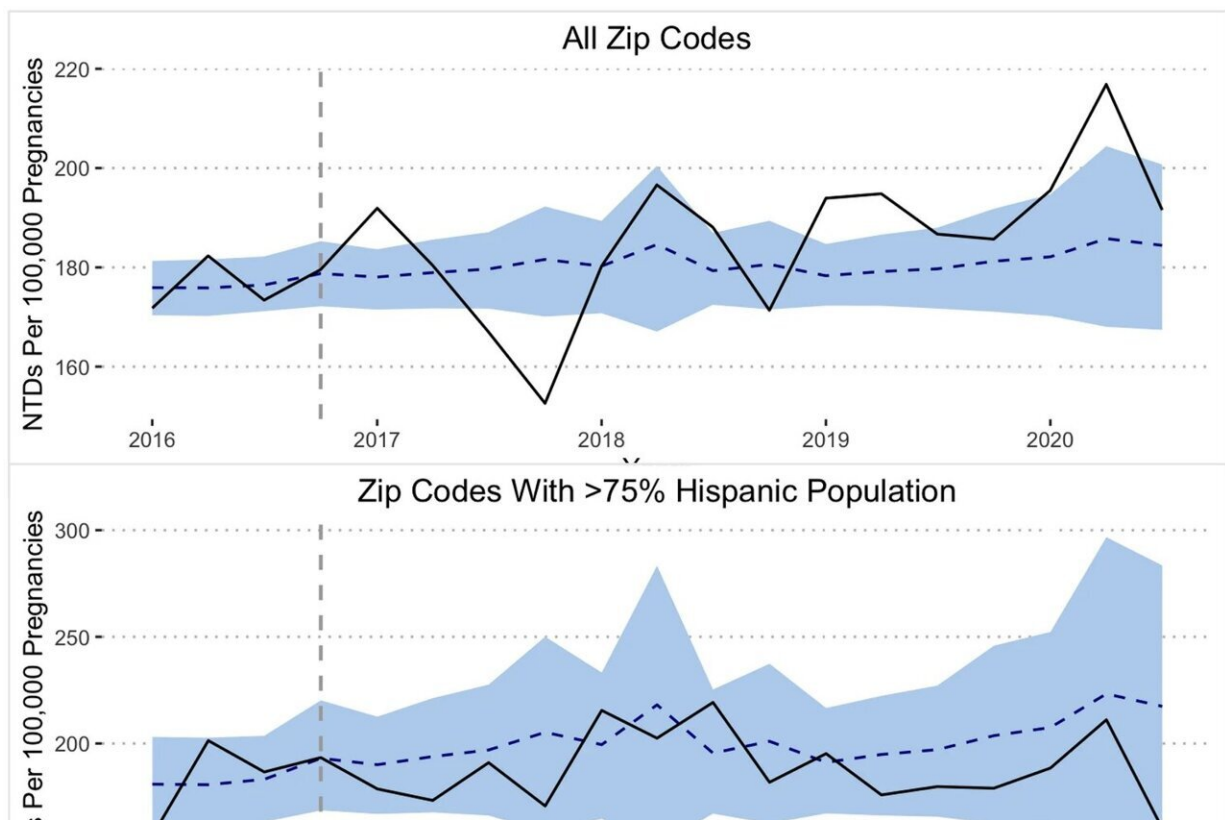 All Zip Codes
NTDs Per 100,000 Pregnancies
220
200
180
160
2016 2017 2018 2019 2020
Zip Codes With >75% Hispanic Population
Per 100,000 Pregnancies
300
250
200